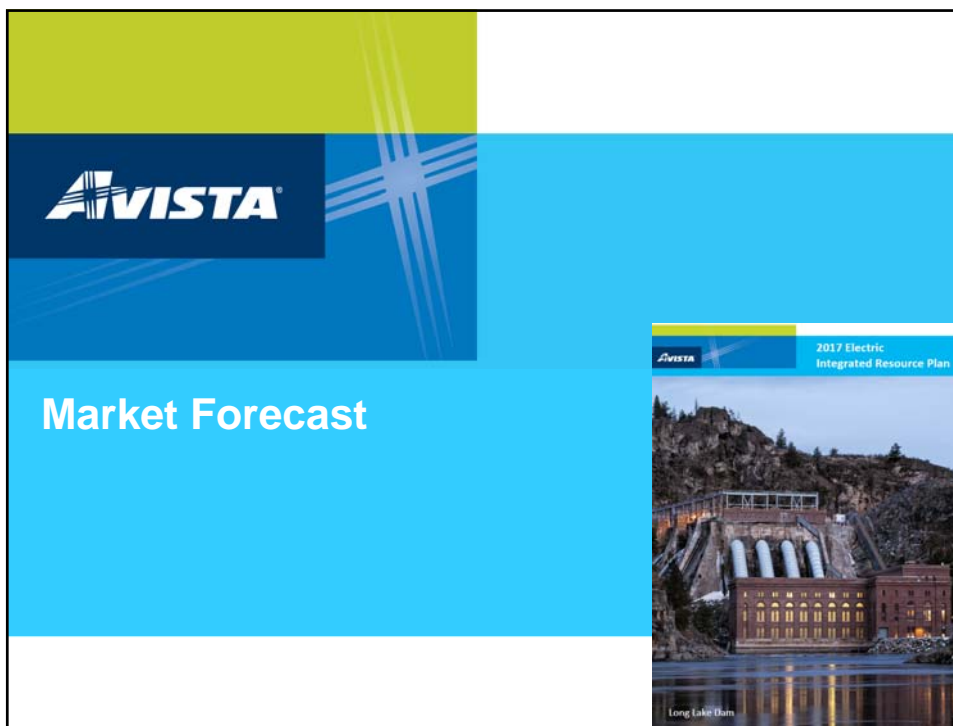 AVISTA®
AVISTA
2017 Electric
Integrated Resource Plan
Market Forecast
Long Lake Dam